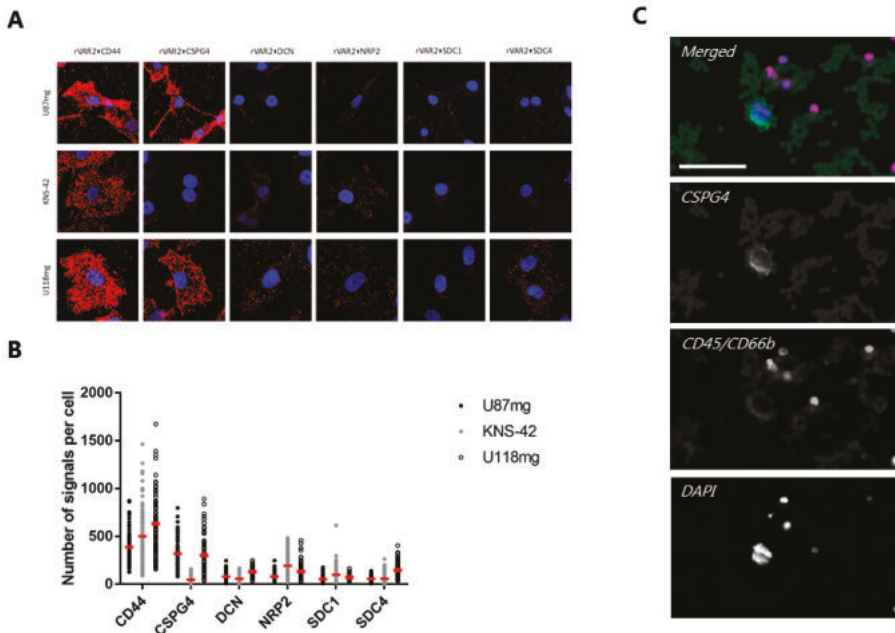 A
rVAR2+CD44 rVAR2+CSPG4 rVAR2+DCN rVAR2+NRP2 rVAR2+SDC1 rVAR2+SDC4
U87mg
KNS-42
U118mg
B
Number of signals per cell
2000
1500
1000
500
0
CD44 CSPG4 DCN NRP2 SDC1 SDC4
U87mg
KNS-42
U118mg
C
Merged
CSPG4
CD45/CD66b
DAPI